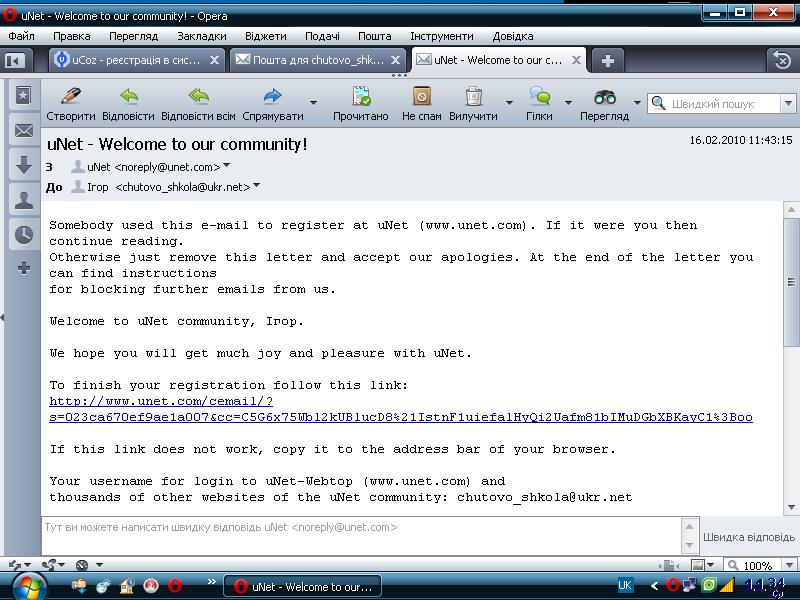 uNet - Welcome to our community! - Opera
Файл Правка Перегляд Закладки Віджети Подачі Пошта Інструменти Довідка
uCoz - реєстрація в сис... Пошта для chutovo_shk... uNet - Welcome to our c...
Створити Відповісти Відповісти всім Спрямувати Прочитано Не спам Вилучити Гілки Перегляд Швидкий пошук
uNet - Welcome to our community!
16.02.2010 11:43:15
З uNet <noreply@unet.com>
До Ігор <chutovo_shkola@ukr.net>
Somebody used this e-mail to register at uNet (www.unet.com). If it were you then
continue reading.
Otherwise just remove this letter and accept our apologies. At the end of the letter you
can find instructions
for blocking further emails from us.
Welcome to uNet community, Ігор.
We hope you will get much joy and pleasure with uNet.
To finish your registration follow this link:
http://www.unet.com/cemail/?
s=023ca670ef9ae1a007&cc=C5G6x75Wbl2kUBlucD8%21IstnF1uiefalHyQi2Uafm81bIMuDGbXBKayC1%3Boo
If this link does not work, copy it to the address bar of your browser.
Your username for login to uNet-Webtop (www.unet.com) and
thousands of other websites of the uNet community: chutovo_shkola@ukr.net
Тут ви можете написати швидку відповідь uNet <noreply@unet.com>
Швидка відповідь
100%
uNet - Welcome to our...
UK